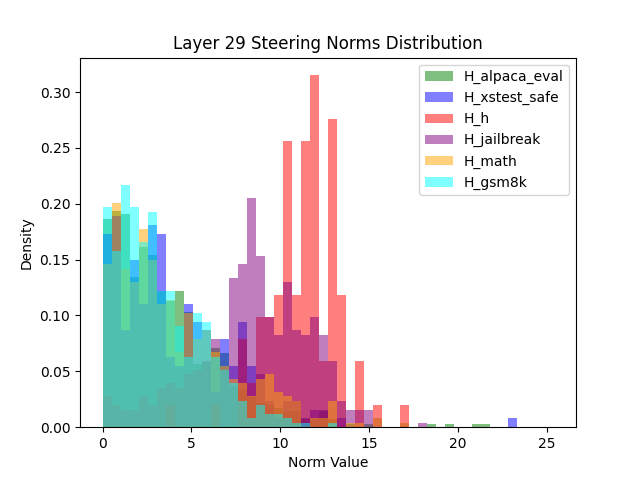 Layer 29 Steering Norms Distribution
H_alpaca_eval
H_xstest_safe
H_h
H_jailbreak
H_math
H_gsm8k
0.30
0.25
0.20
0.15
0.10
0.05
0.00
Density
0
5
10
15
20
25
Norm Value